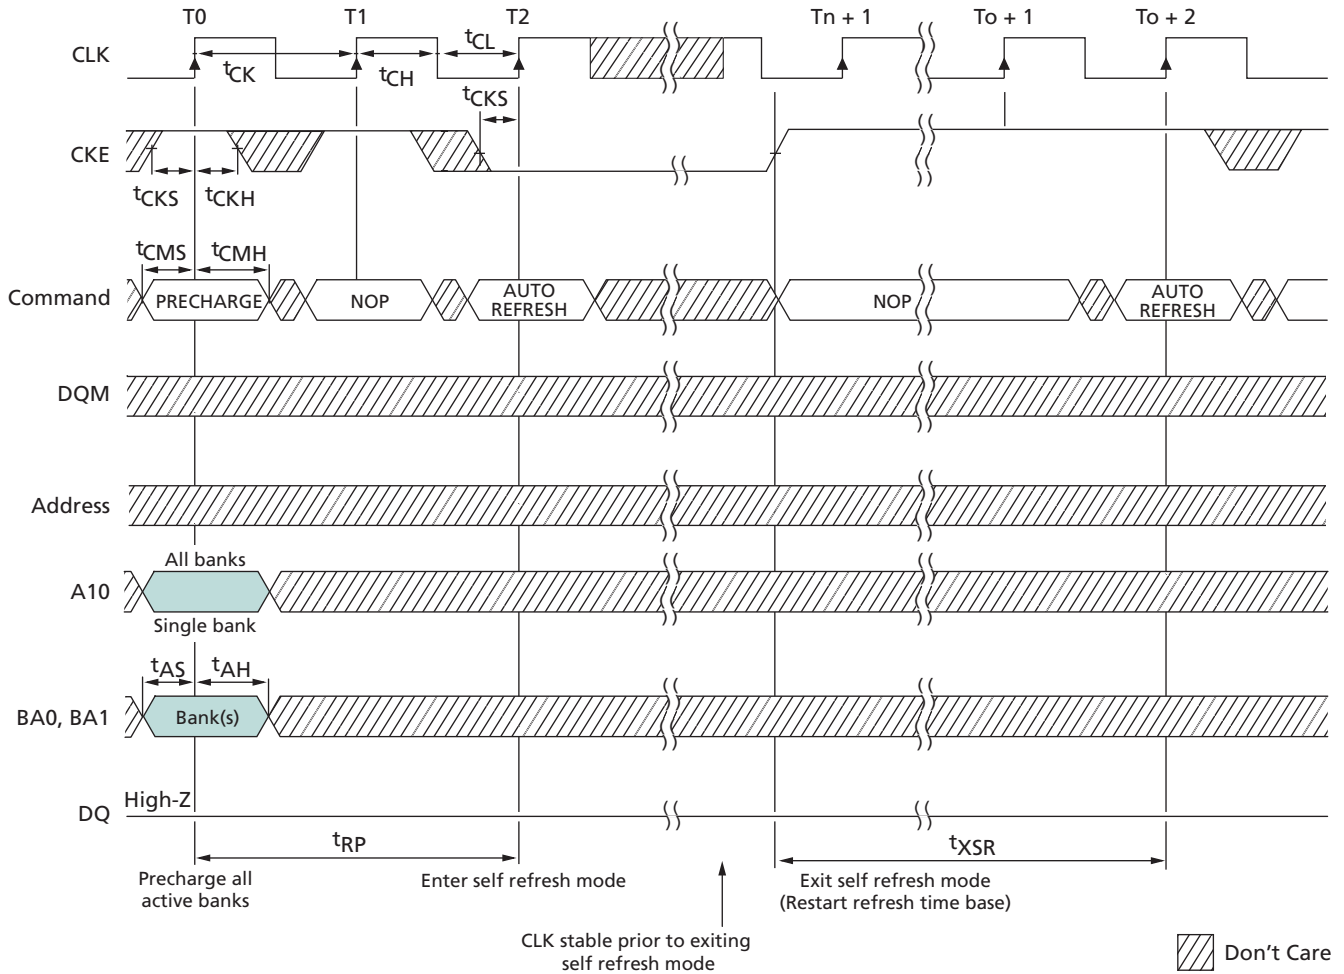 T0
T1
T2
Tn + 1
To + 1
To + 2
CLK
tCK
tCH
tCL
tCKS
CKE
tCKS
tCKH
tCMS
tCMH
Command
PRECHARGE
NOP
AUTO
REFRESH
NOP
AUTO
REFRESH
DQM
Address
All banks
A10
Single bank
tAS
tAH
BA0, BA1
Bank(s)
High-Z
DQ
tRP
tXSR
Precharge all
active banks
Enter self refresh mode
Exit self refresh mode
(Restart refresh time base)
CLK stable prior to exiting
self refresh mode
Don't Care